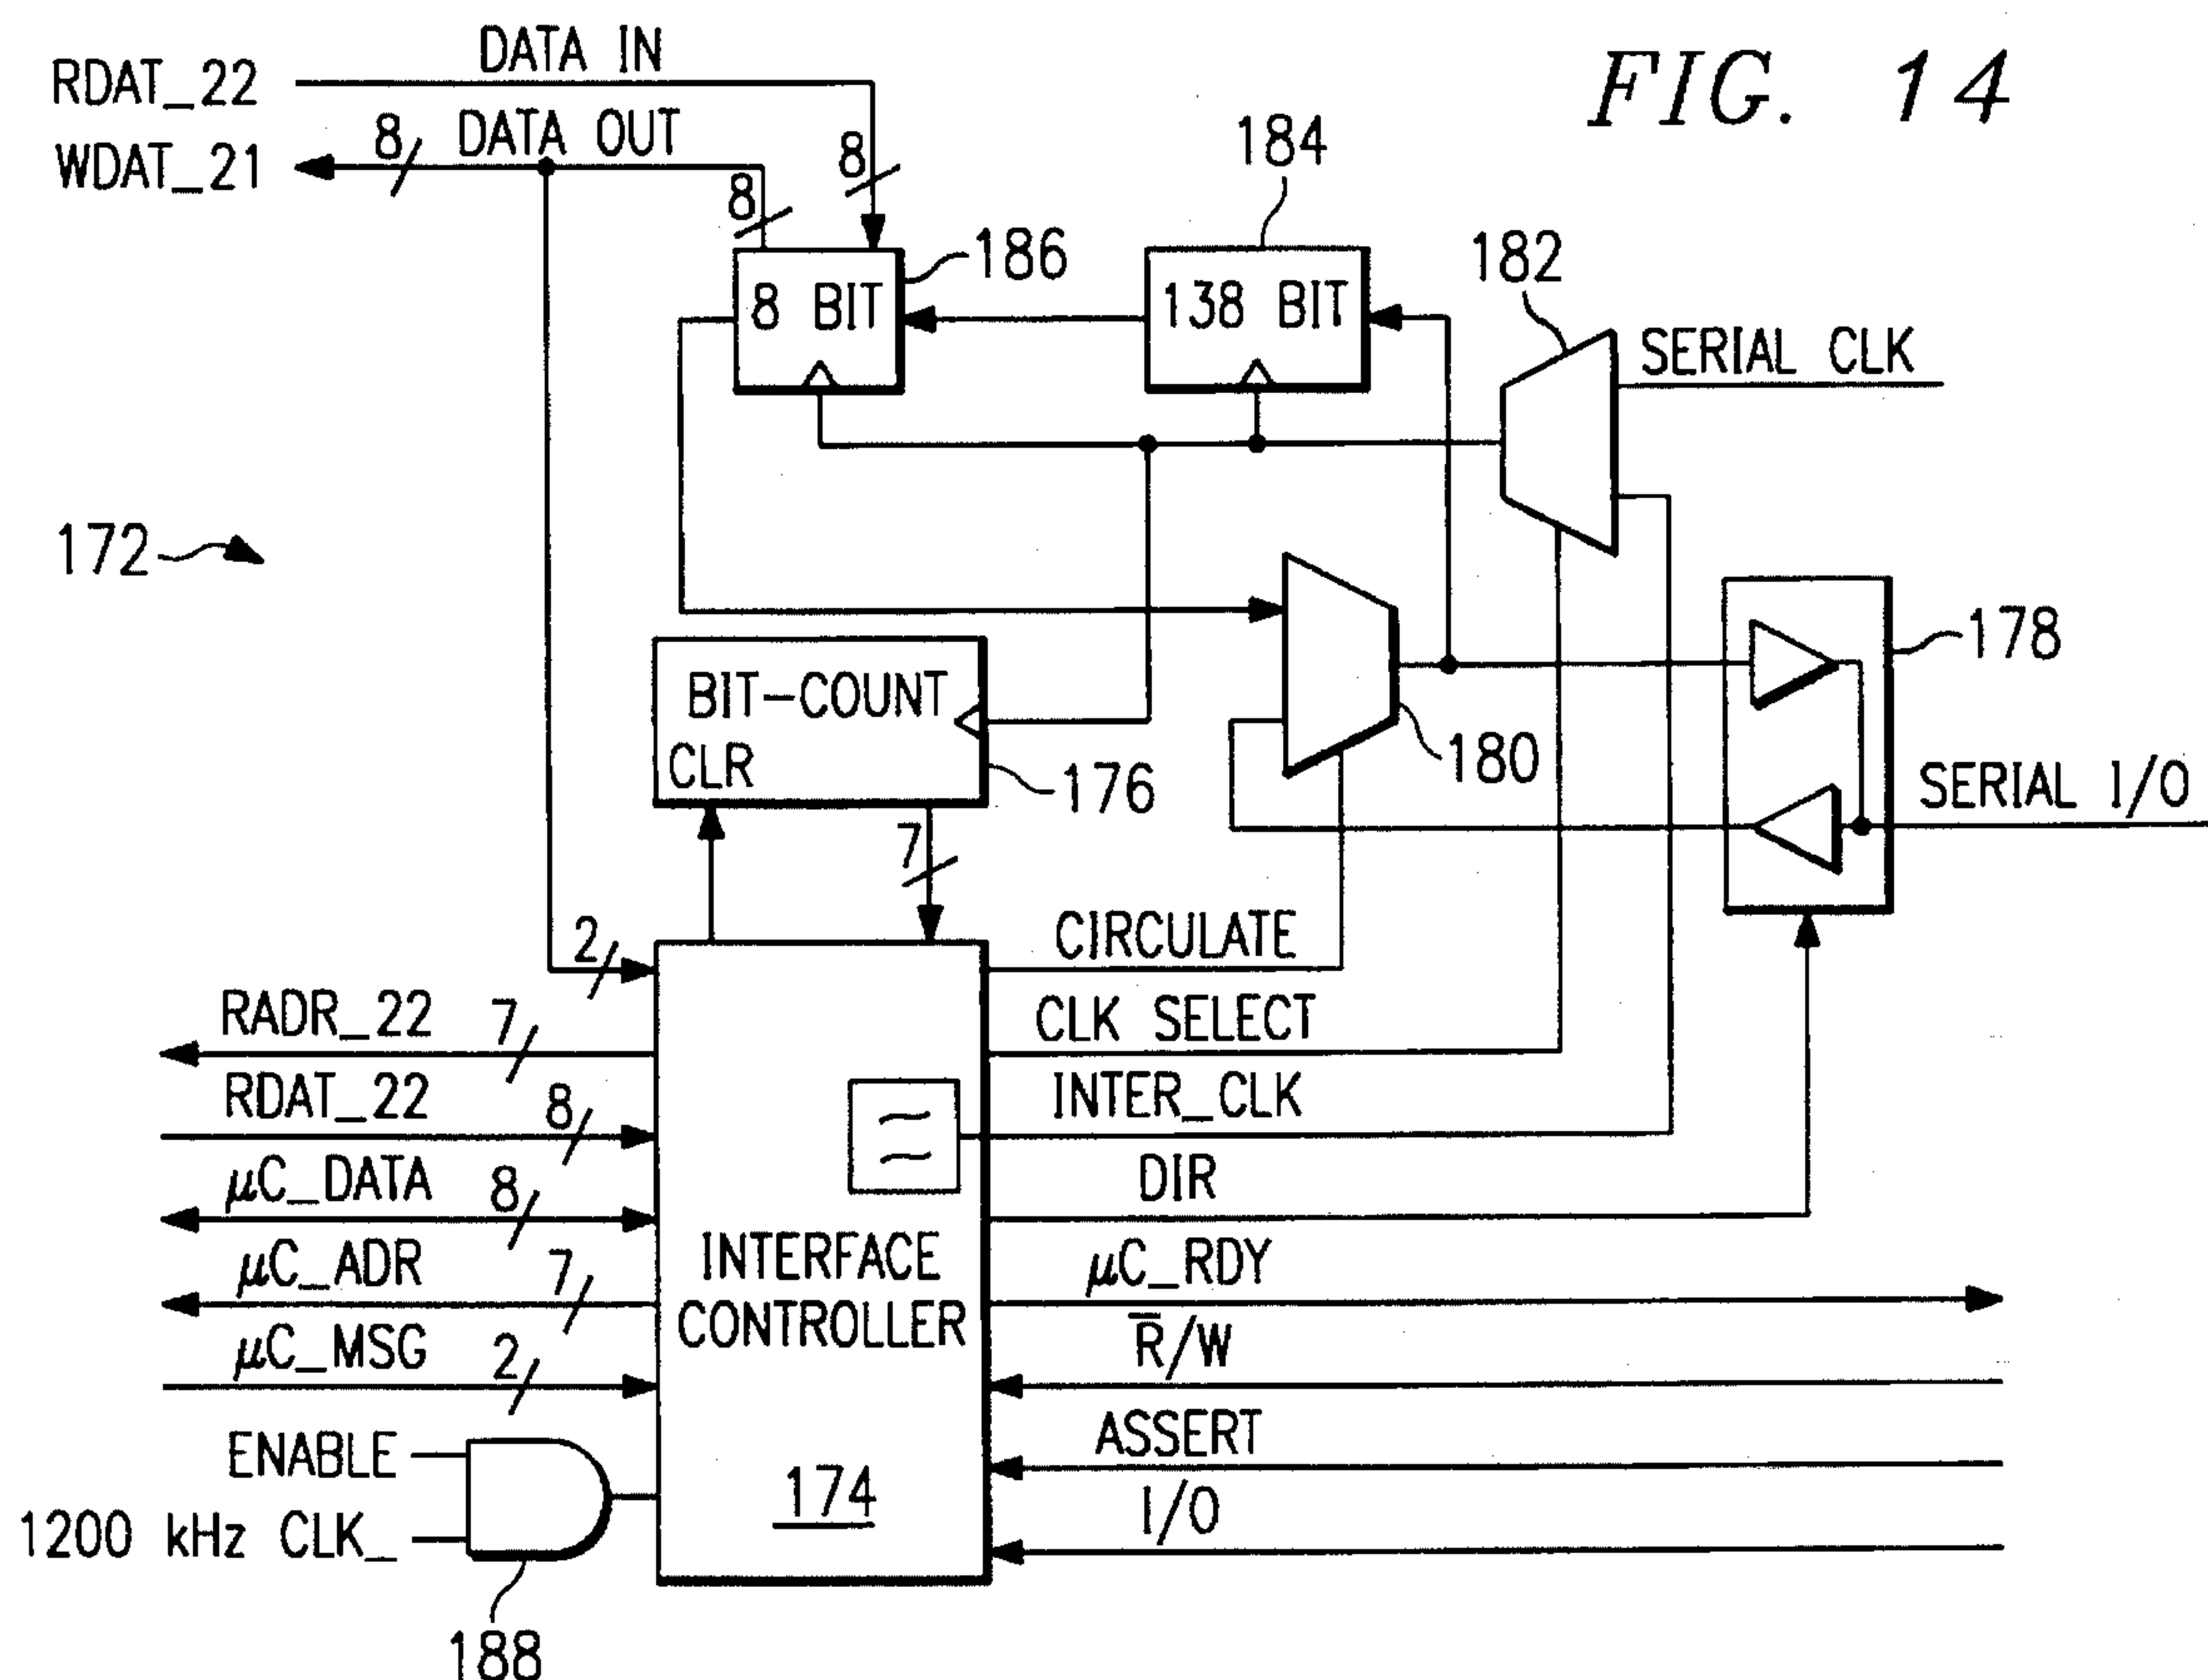 FIG. 14
RDAT_22
DATA IN
WDAT_21
8
DATA OUT
8
8
184
186
182
8 BIT
138 BIT
SERIAL CLK
172
178
BIT-COUNT
CLR
180
176
SERIAL I/O
7
2
CIRCULATE
RADR_22
7
CLK SELECT
RDAT_22
8
INTER_CLK
μC_DATA
8
DIR
μC_ADR
7
INTERFACE
CONTROLLER
μC_RDY
μC_MSG
2
R̅/W
ENABLE
ASSERT
174
I/O
1200 kHz CLK_
188